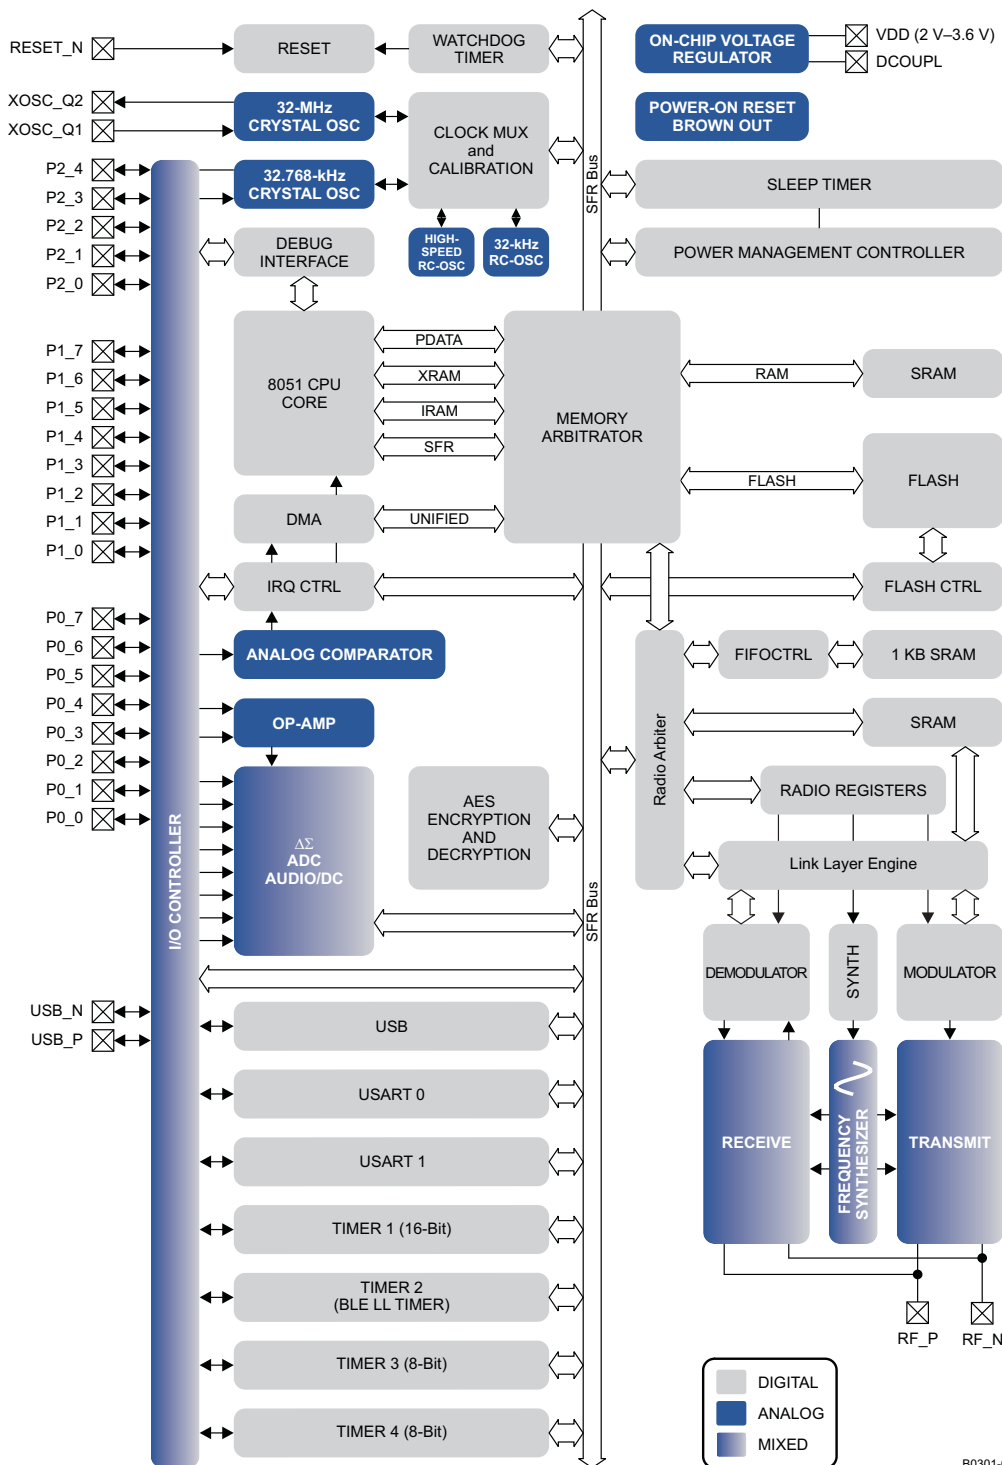 RESET_N
RESET
WATCHDOG
TIMER
ON-CHIP VOLTAGE
REGULATOR
VDD (2 V–3.6 V)
DCOUPL
XOSC_Q2
XOSC_Q1
32-MHz
CRYSTAL OSC
CLOCK MUX
and
CALIBRATION
POWER-ON RESET
BROWN OUT
SFR Bus
P2_4
P2_3
P2_2
P2_1
P2_0
32.768-kHz
CRYSTAL OSC
SLEEP TIMER
HIGH-
SPEED
RC-OSC
32-kHz
RC-OSC
DEBUG
INTERFACE
POWER MANAGEMENT CONTROLLER
P1_7
P1_6
P1_5
P1_4
P1_3
P1_2
P1_1
P1_0
8051 CPU
CORE
PDATA
XRAM
IRAM
SFR
MEMORY
ARBITRATOR
RAM
SRAM
FLASH
FLASH
DMA
UNIFIED
IRQ CTRL
FLASH CTRL
P0_7
P0_6
P0_5
P0_4
P0_3
P0_2
P0_1
P0_0
ANALOG COMPARATOR
FIFOCTRL
1 KB SRAM
OP-AMP
SRAM
Radio Arbiter
ΔΣ
ADC
AUDIO/DC
AES
ENCRYPTION
AND
DECRYPTION
RADIO REGISTERS
Link Layer Engine
I/O CONTROLLER
SFR Bus
DEMODULATOR
SYNTH
MODULATOR
USB_N
USB_P
USB
USART 0
USART 1
RECEIVE
FREQUENCY
SYNTHESIZER
TRANSMIT
TIMER 1 (16-Bit)
TIMER 2
(BLE LL TIMER)
TIMER 3 (8-Bit)
TIMER 4 (8-Bit)
RF_P
RF_N
DIGITAL
ANALOG
MIXED